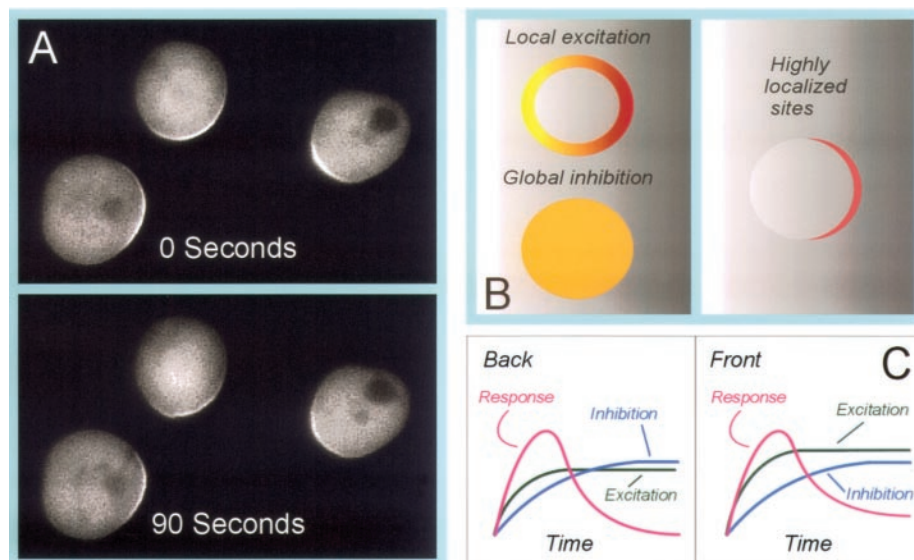 A
0 Seconds
90 Seconds
Local excitation
Global inhibition
B
Highly
localized
sites
Back
Response
Inhibition
Excitation
Time
Front
C
Response
Excitation
Inhibition
Time